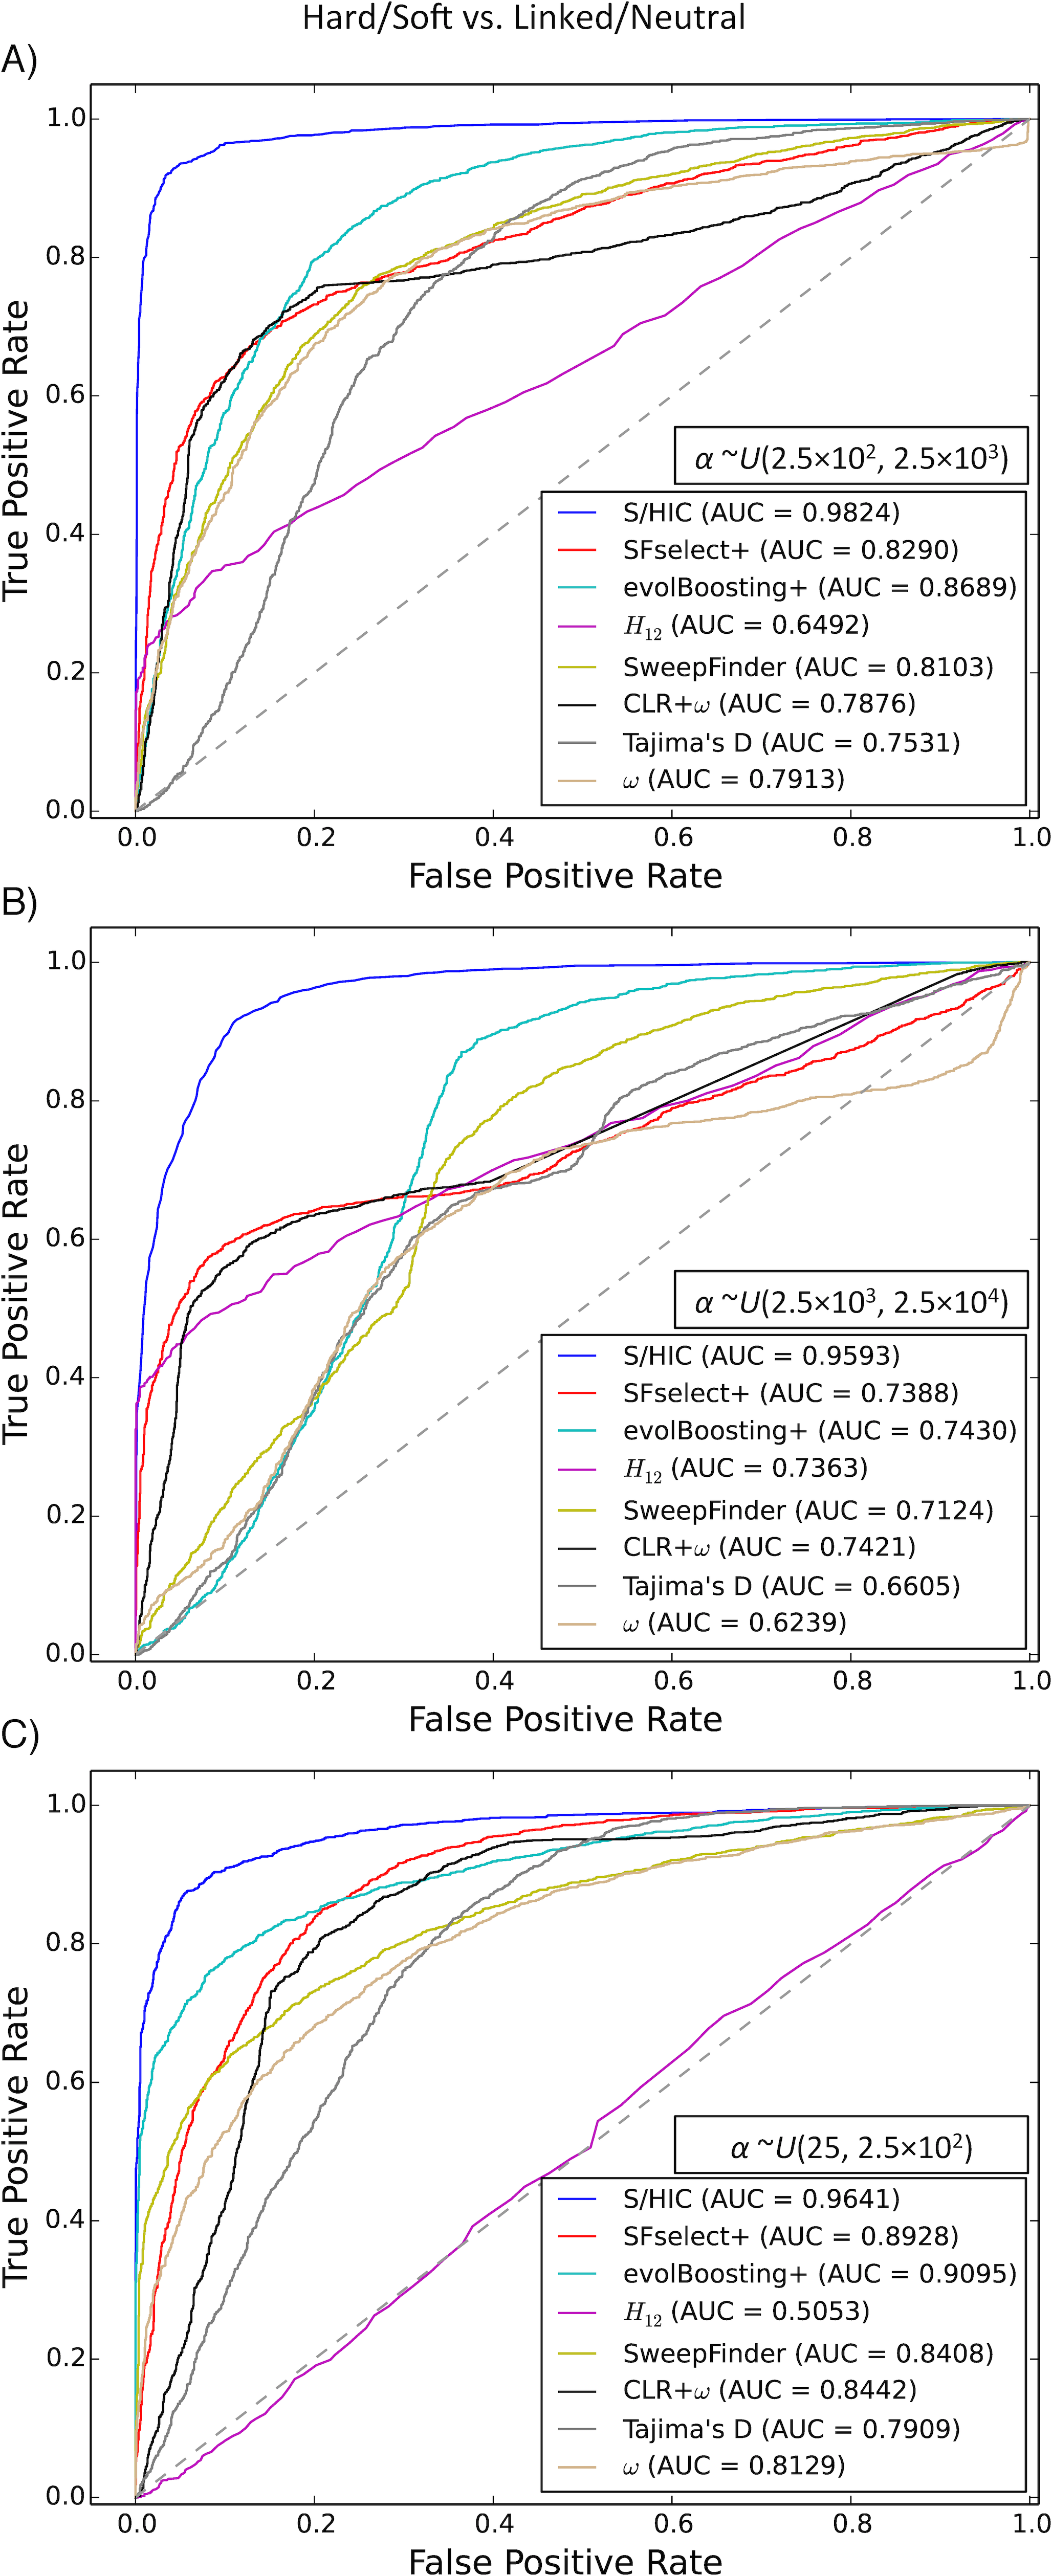 Hard/Soft vs. Linked/Neutral
A)
1.0
0.8
0.6
0.4
0.2
0.0
True Positive Rate
α ~U(2.5×10², 2.5×10³)
S/HIC (AUC = 0.9824)
SFselect+ (AUC = 0.8290)
evolBoosting+ (AUC = 0.8689)
H₁₂ (AUC = 0.6492)
SweepFinder (AUC = 0.8103)
CLR+ω (AUC = 0.7876)
Tajima's D (AUC = 0.7531)
ω (AUC = 0.7913)
0.0 0.2 0.4 0.6 0.8 1.0
False Positive Rate
B)
1.0
0.8
0.6
0.4
0.2
0.0
True Positive Rate
α ~U(2.5×10³, 2.5×10⁴)
S/HIC (AUC = 0.9593)
SFselect+ (AUC = 0.7388)
evolBoosting+ (AUC = 0.7430)
H₁₂ (AUC = 0.7363)
SweepFinder (AUC = 0.7124)
CLR+ω (AUC = 0.7421)
Tajima's D (AUC = 0.6605)
ω (AUC = 0.6239)
0.0 0.2 0.4 0.6 0.8 1.0
False Positive Rate
C)
1.0
0.8
0.6
0.4
0.2
0.0
True Positive Rate
α ~U(25, 2.5×10²)
S/HIC (AUC = 0.9641)
SFselect+ (AUC = 0.8928)
evolBoosting+ (AUC = 0.9095)
H₁₂ (AUC = 0.5053)
SweepFinder (AUC = 0.8408)
CLR+ω (AUC = 0.8442)
Tajima's D (AUC = 0.7909)
ω (AUC = 0.8129)
0.0 0.2 0.4 0.6 0.8 1.0
False Positive Rate